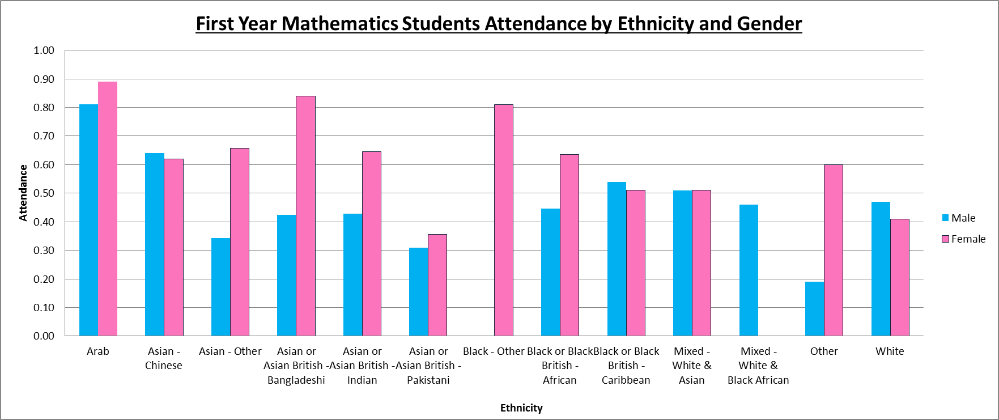 First Year Mathematics Students Attendance by Ethnicity and Gender
1.00
0.90
0.80
0.70
0.60
0.50
0.40
0.30
0.20
0.10
0.00
Attendance
Arab
Asian -
Chinese
Asian - Other
Asian or
Asian British -
Bangladeshi
Asian or
Asian British -
Indian
Asian or
Asian British -
Pakistani
Black - Other
Black or Black
British -
African
Black or Black
British -
Caribbean
Mixed -
White &
Asian
Mixed -
White &
Black African
Other
White
Ethnicity
Male
Female